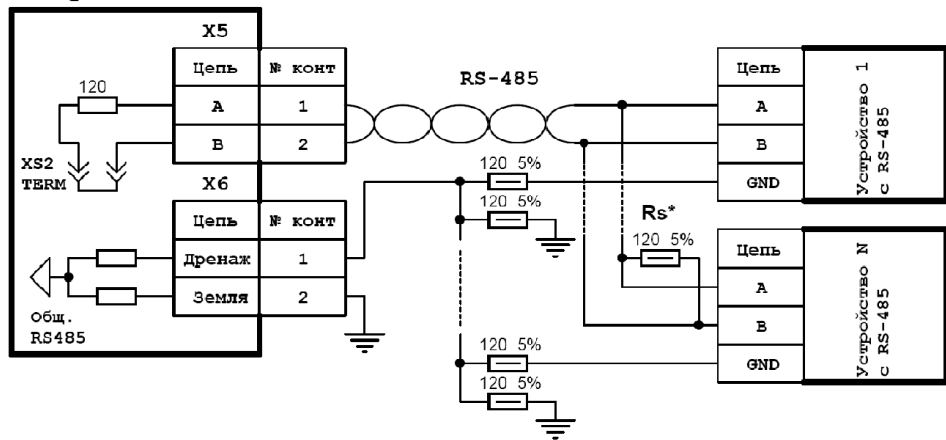 X5
Цепь № конт
A 1
B 2
120
XS2
TERM
X6
Цепь № конт
Дренаж 1
Земля 2
Общ.
RS485
RS-485
120 5%
120 5%
Rs*
120 5%
120 5%
120 5%
Цепь
A
B
GND
Устройство 1
с RS-485
Цепь
A
B
GND
Устройство N
с RS-485